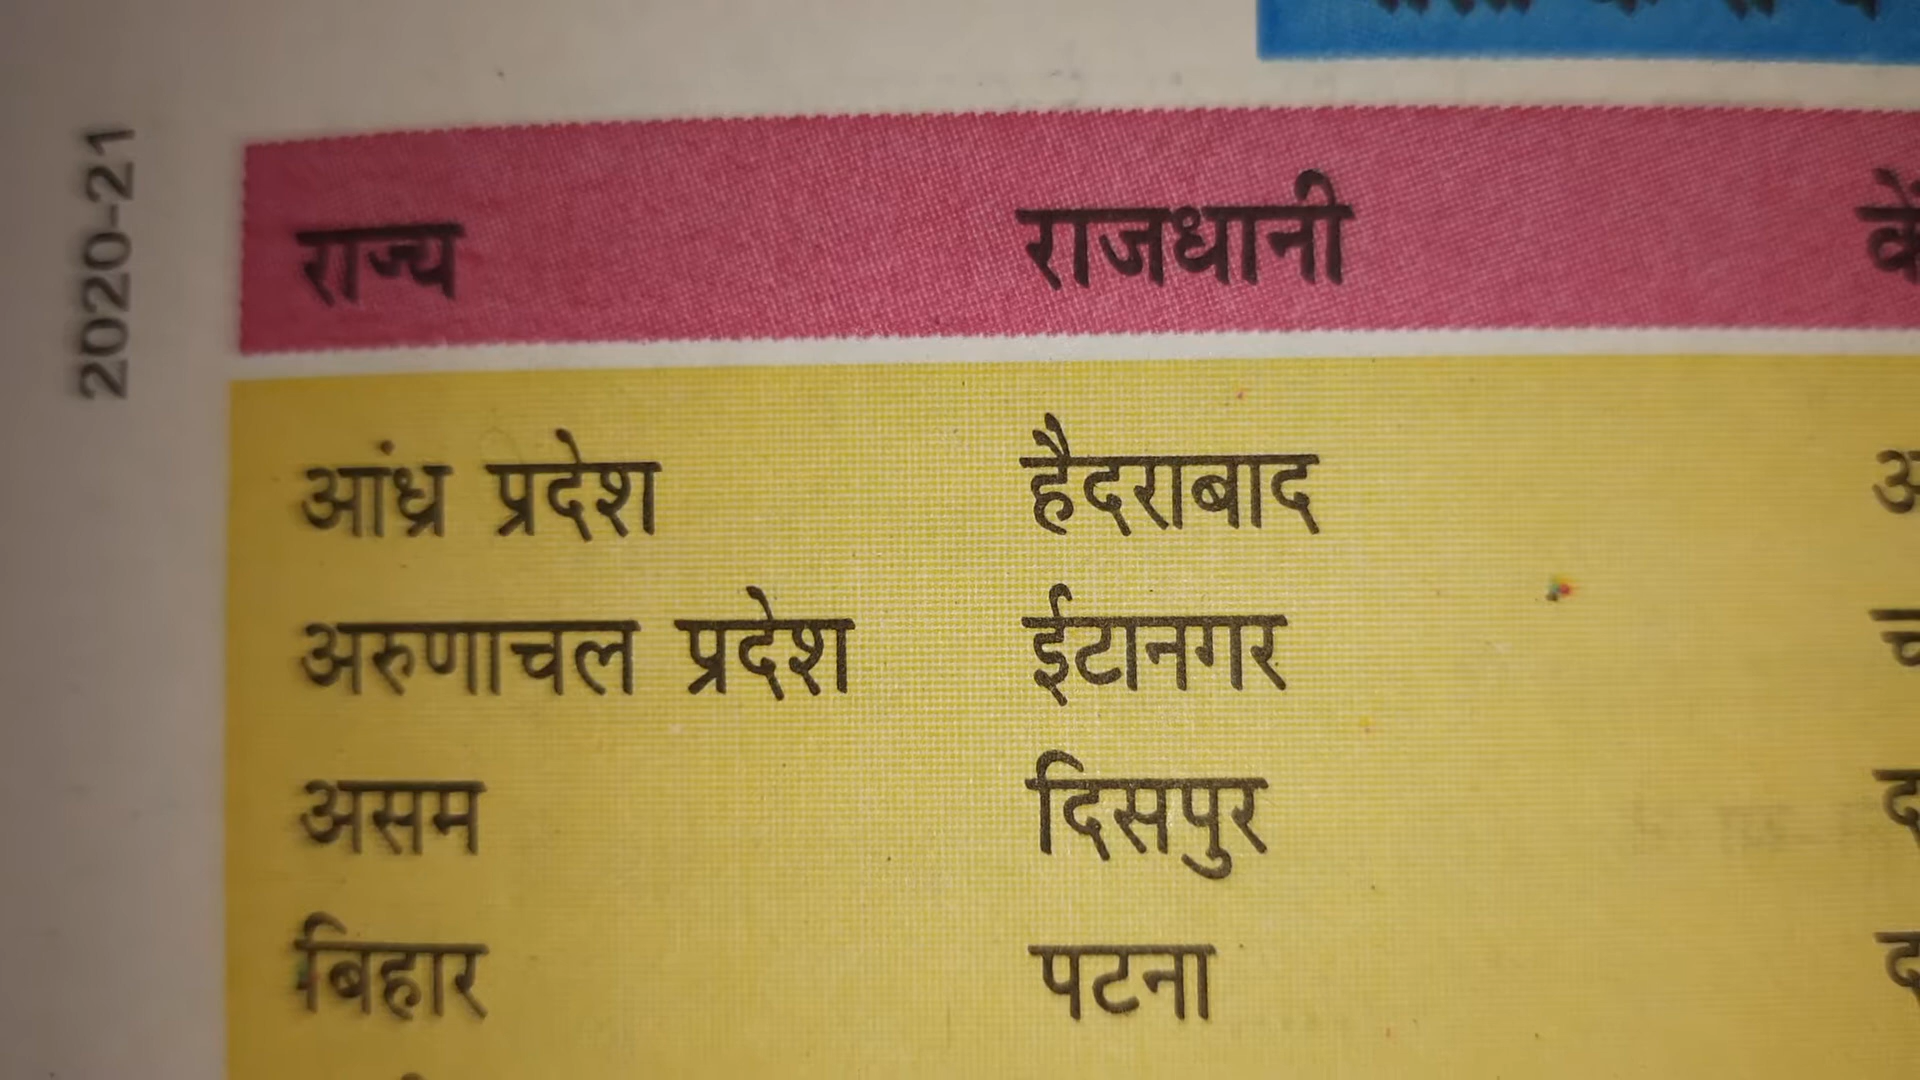 2020-21
राज्य राजधानी
आंध्र प्रदेश हैदराबाद
अरुणाचल प्रदेश ईटानगर
असम दिसपुर
बिहार पटना